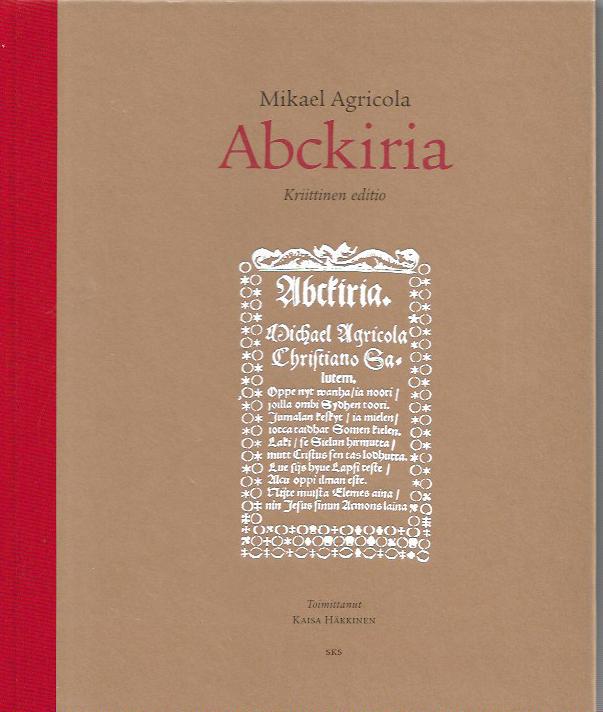 Mikael Agricola
Abckiria
Kriittinen editio
Abckiria.
Michael Agricola
Christiano Sa-
lutem.
Oppe nyt wanha/ia noori /
joilla ombi Sydhen toori.
Jumalan keskyt / ia mielen/
iotca taidhat Somen kielen.
Laki / se Sielun hirmutta /
mutt Cristus sen tas lodhutta.
Lue sijs hyue Lapsi teste /
Alcu oppi ilman este.
Nijte muista Elemes aina /
nin Jesus sinun Armons laina
Toimittanut
KAISA HÄKKINEN
SKS